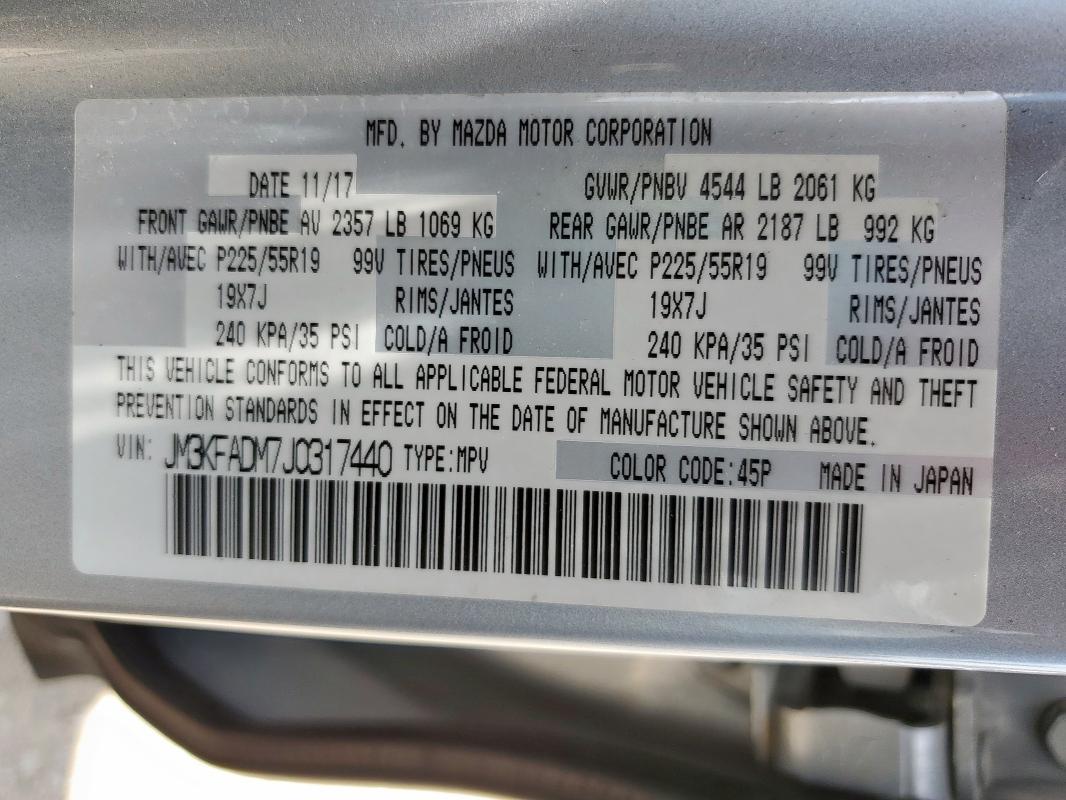 MFD. BY MAZDA MOTOR CORPORATION
DATE 11/17 GVWR/PNBV 4544 LB 2061 KG
FRONT GAWR/PNBE AV 2357 LB 1069 KG REAR GAWR/PNBE AR 2187 LB 992 KG
WITH/AVEC P225/55R19 99V TIRES/PNEUS WITH/AVEC P225/55R19 99V TIRES/PNEUS
19X7J RIMS/JANTES 19X7J RIMS/JANTES
240 KPA/35 PSI COLD/A FROID 240 KPA/35 PSI COLD/A FROID
THIS VEHICLE CONFORMS TO ALL APPLICABLE FEDERAL MOTOR VEHICLE SAFETY AND THEFT
PREVENTION STANDARDS IN EFFECT ON THE DATE OF MANUFACTURE SHOWN ABOVE.
VIN: JM3KFADM7J0317440 TYPE:MPV COLOR CODE:45P MADE IN JAPAN